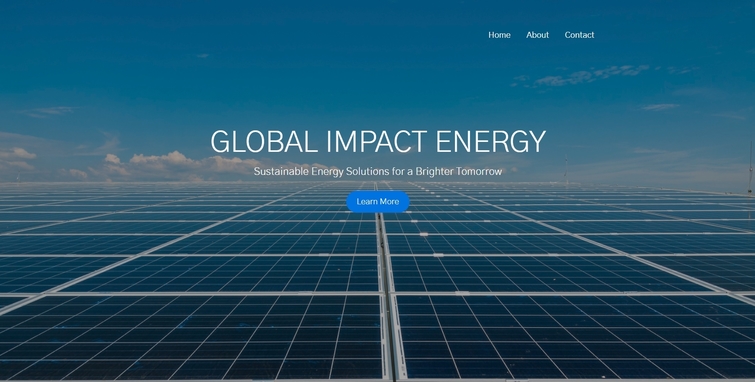 Home About Contact
GLOBAL IMPACT ENERGY
Sustainable Energy Solutions for a Brighter Tomorrow
Learn More